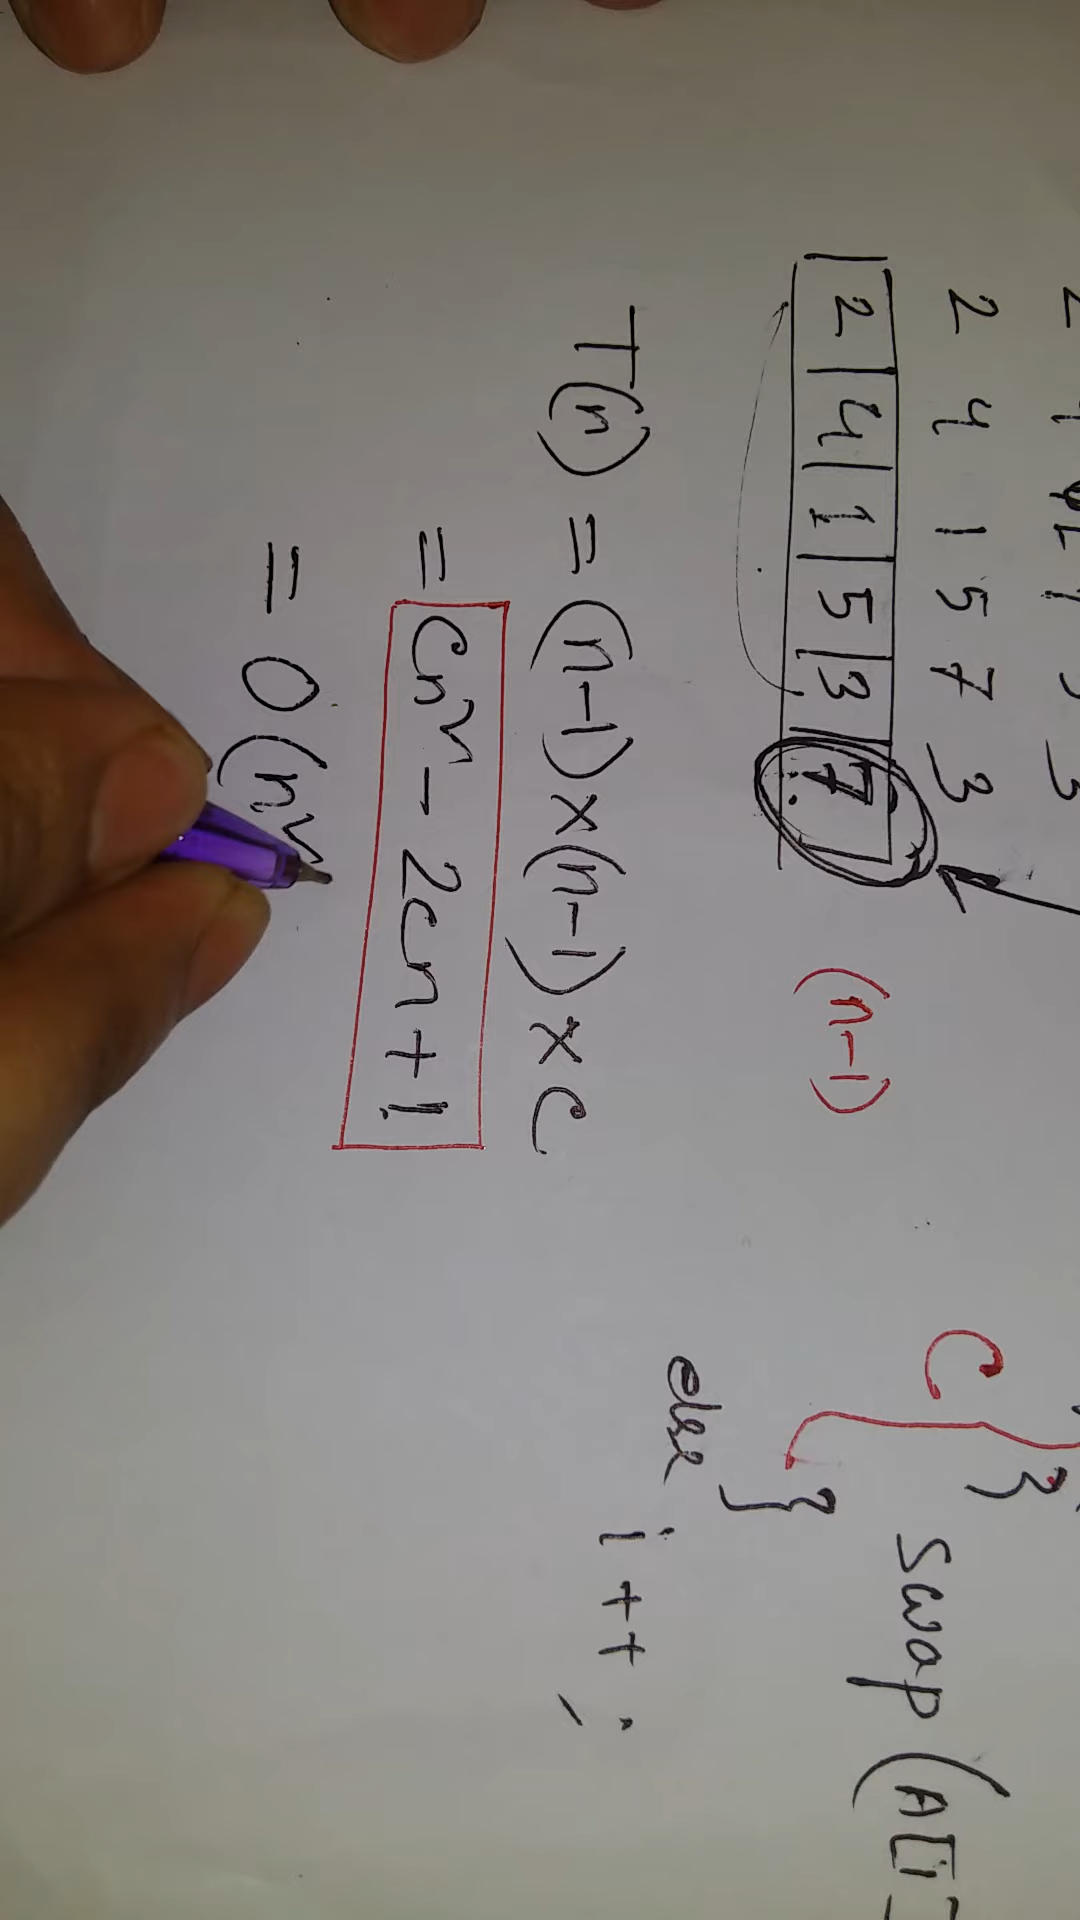 2 4 1 5 7 3
2 4 1 5 3 7
(n-1)
T(n) = (n-1)×(n-1)×c
= cn² - 2cn+1
= O(n²
C
}
swap (A[i]
}
else
i++;